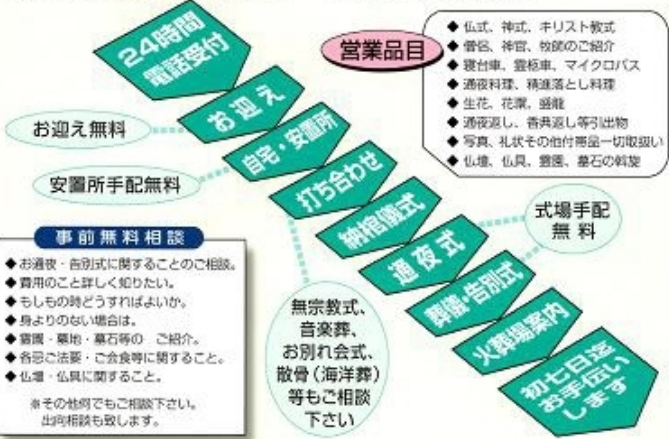 24時間
電話受付
お迎え
自宅・安置所
打ち合わせ
納棺儀式
通夜式
葬儀・告別式
火葬場案内
初七日迄
お手伝い
します
お迎え無料
安置所手配無料
式場手配
無料
無宗教式、
音楽葬、
お別れ会式、
散骨(海洋葬)
等もご相談
下さい
営業品目
◆ 仏式、神式、キリスト教式
◆ 僧侶、神官、牧師のご紹介
◆ 寝台車、霊柩車、マイクロバス
◆ 通夜料理、精進落とし料理
◆ 生花、花環、盛籠
◆ 通夜返し、香典返し等引出物
◆ 写真、礼状その他付帯品一切取扱い
◆ 仏壇、仏具、霊園、墓石の斡旋
事前無料相談
◆ お通夜・告別式に関することのご相談。
◆ 費用のこと詳しく知りたい。
◆ もしもの時どうすればよいか。
◆ 身よりのない場合は。
◆ 霊園・墓地・墓石等の ご紹介。
◆ 各忌ご法要・ご会食等に関すること。
◆ 仏壇・仏具に関すること。
※その他何でもご相談下さい。
出向相談も致します。